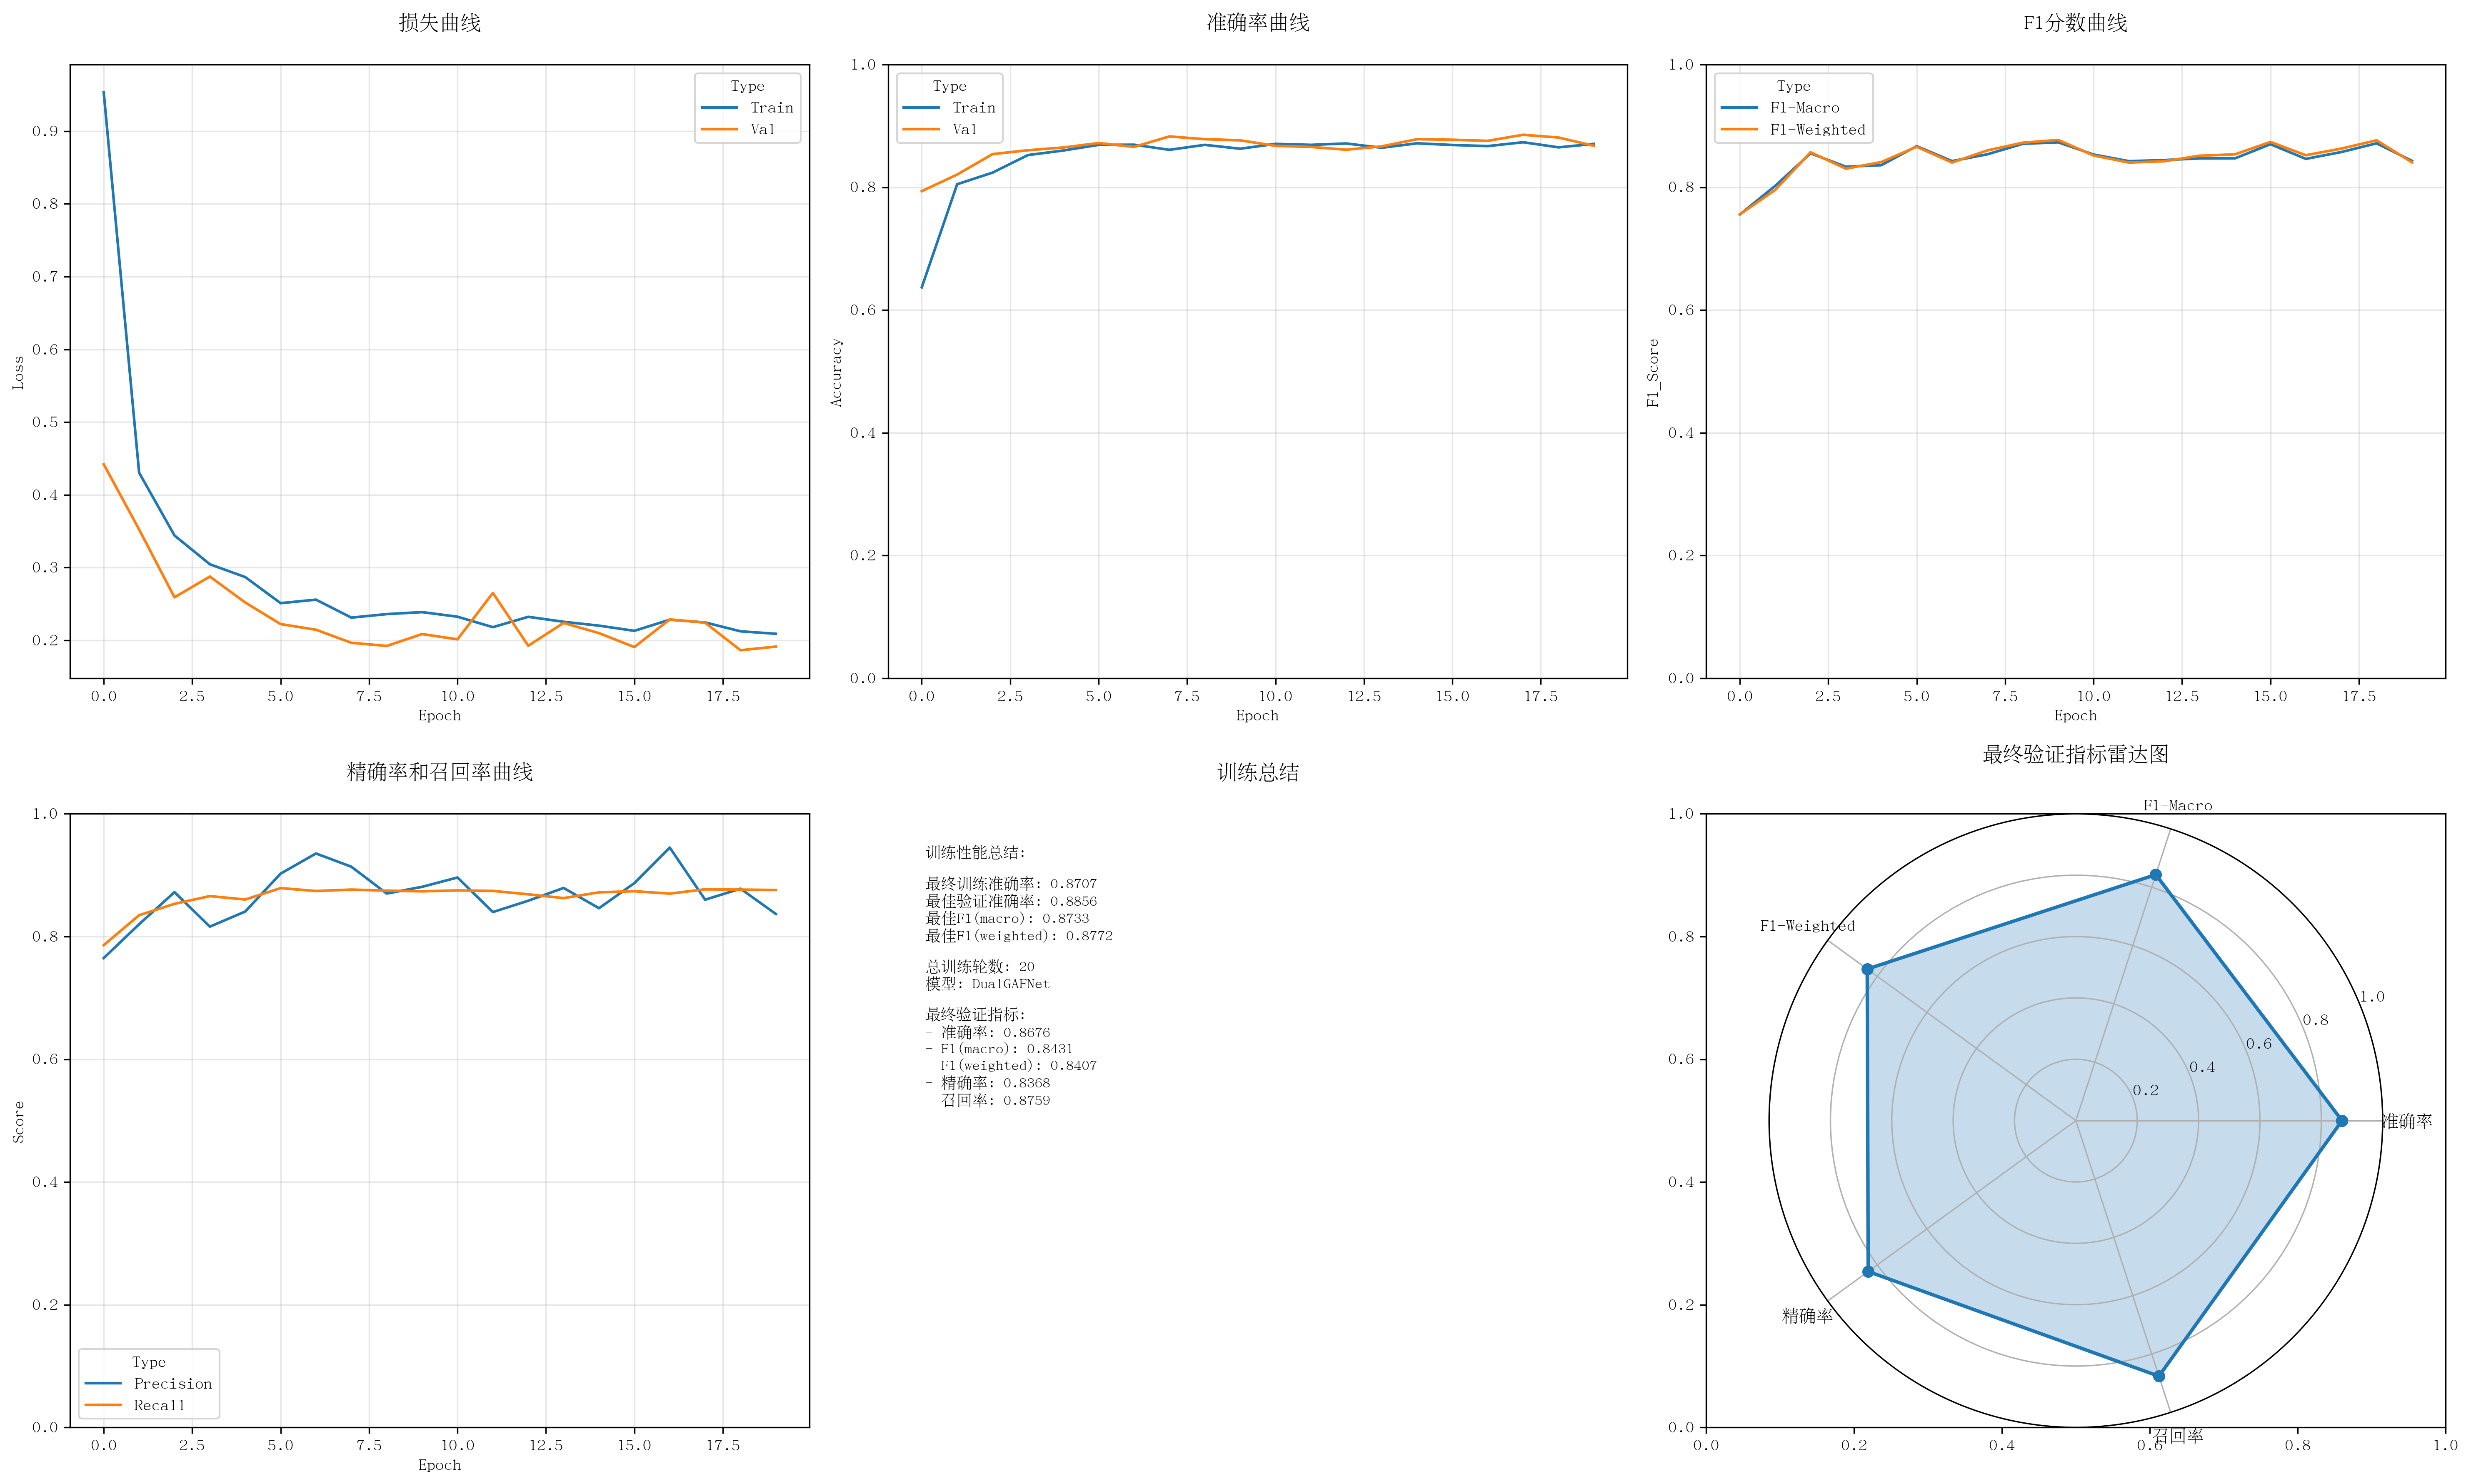 损失曲线
Type
Train
Val
0.9
0.8
0.7
0.6
0.5
0.4
0.3
0.2
Loss
0.0 2.5 5.0 7.5 10.0 12.5 15.0 17.5
Epoch
准确率曲线
Type
Train
Val
1.0
0.8
0.6
0.4
0.2
0.0
Accuracy
0.0 2.5 5.0 7.5 10.0 12.5 15.0 17.5
Epoch
F1分数曲线
Type
F1-Macro
F1-Weighted
1.0
0.8
0.6
0.4
0.2
0.0
F1_Score
0.0 2.5 5.0 7.5 10.0 12.5 15.0 17.5
Epoch
精确率和召回率曲线
1.0
0.8
0.6
0.4
0.2
0.0
Score
Type
Precision
Recall
0.0 2.5 5.0 7.5 10.0 12.5 15.0 17.5
Epoch
训练总结
训练性能总结:
最终训练准确率: 0.8707
最佳验证准确率: 0.8856
最佳F1(macro): 0.8733
最佳F1(weighted): 0.8772
总训练轮数: 20
模型: DualGAFNet
最终验证指标:
- 准确率: 0.8676
- F1(macro): 0.8431
- F1(weighted): 0.8407
- 精确率: 0.8368
- 召回率: 0.8759
最终验证指标雷达图
1.0
0.8
0.6
0.4
0.2
0.0
F1-Macro
F1-Weighted
1.0
0.8
0.6
0.4
0.2
准确率
精确率
召回率
0.0 0.2 0.4 0.6 0.8 1.0